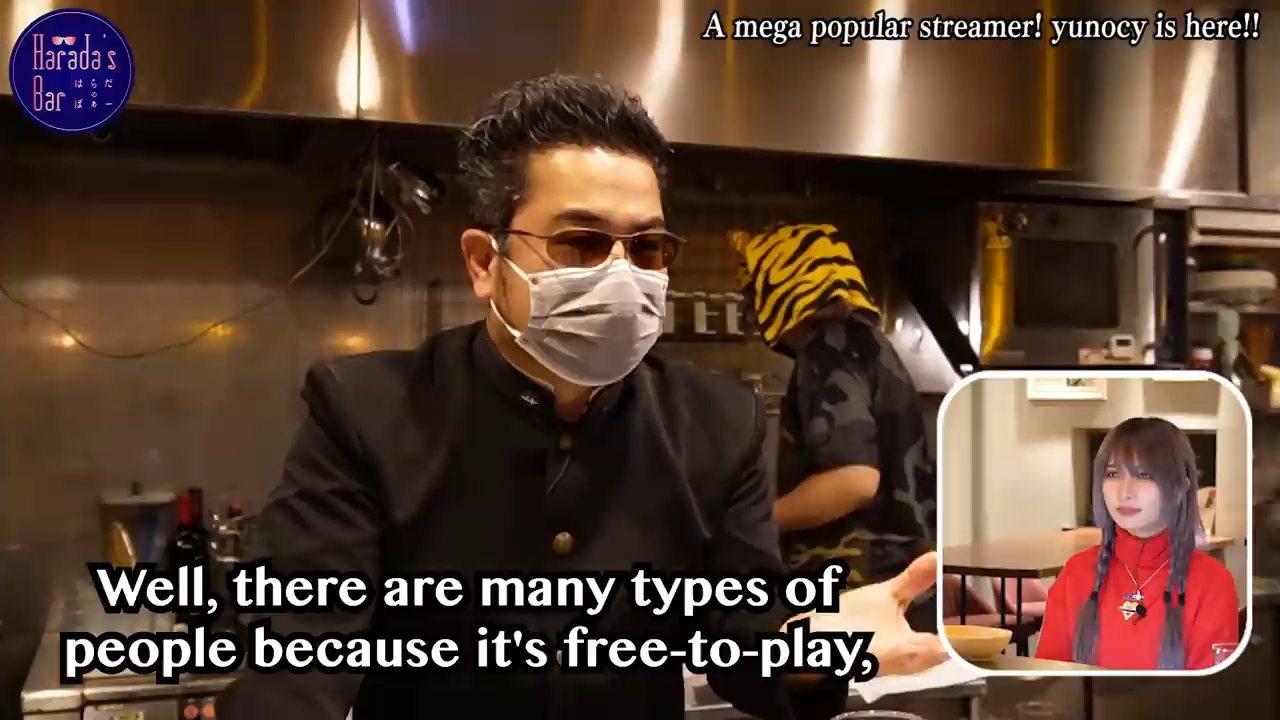 Harada's
Bar
はらだ
の
ばぁー
A mega popular streamer! yunocy is here!!
Well, there are many types of
people because it's free-to-play,